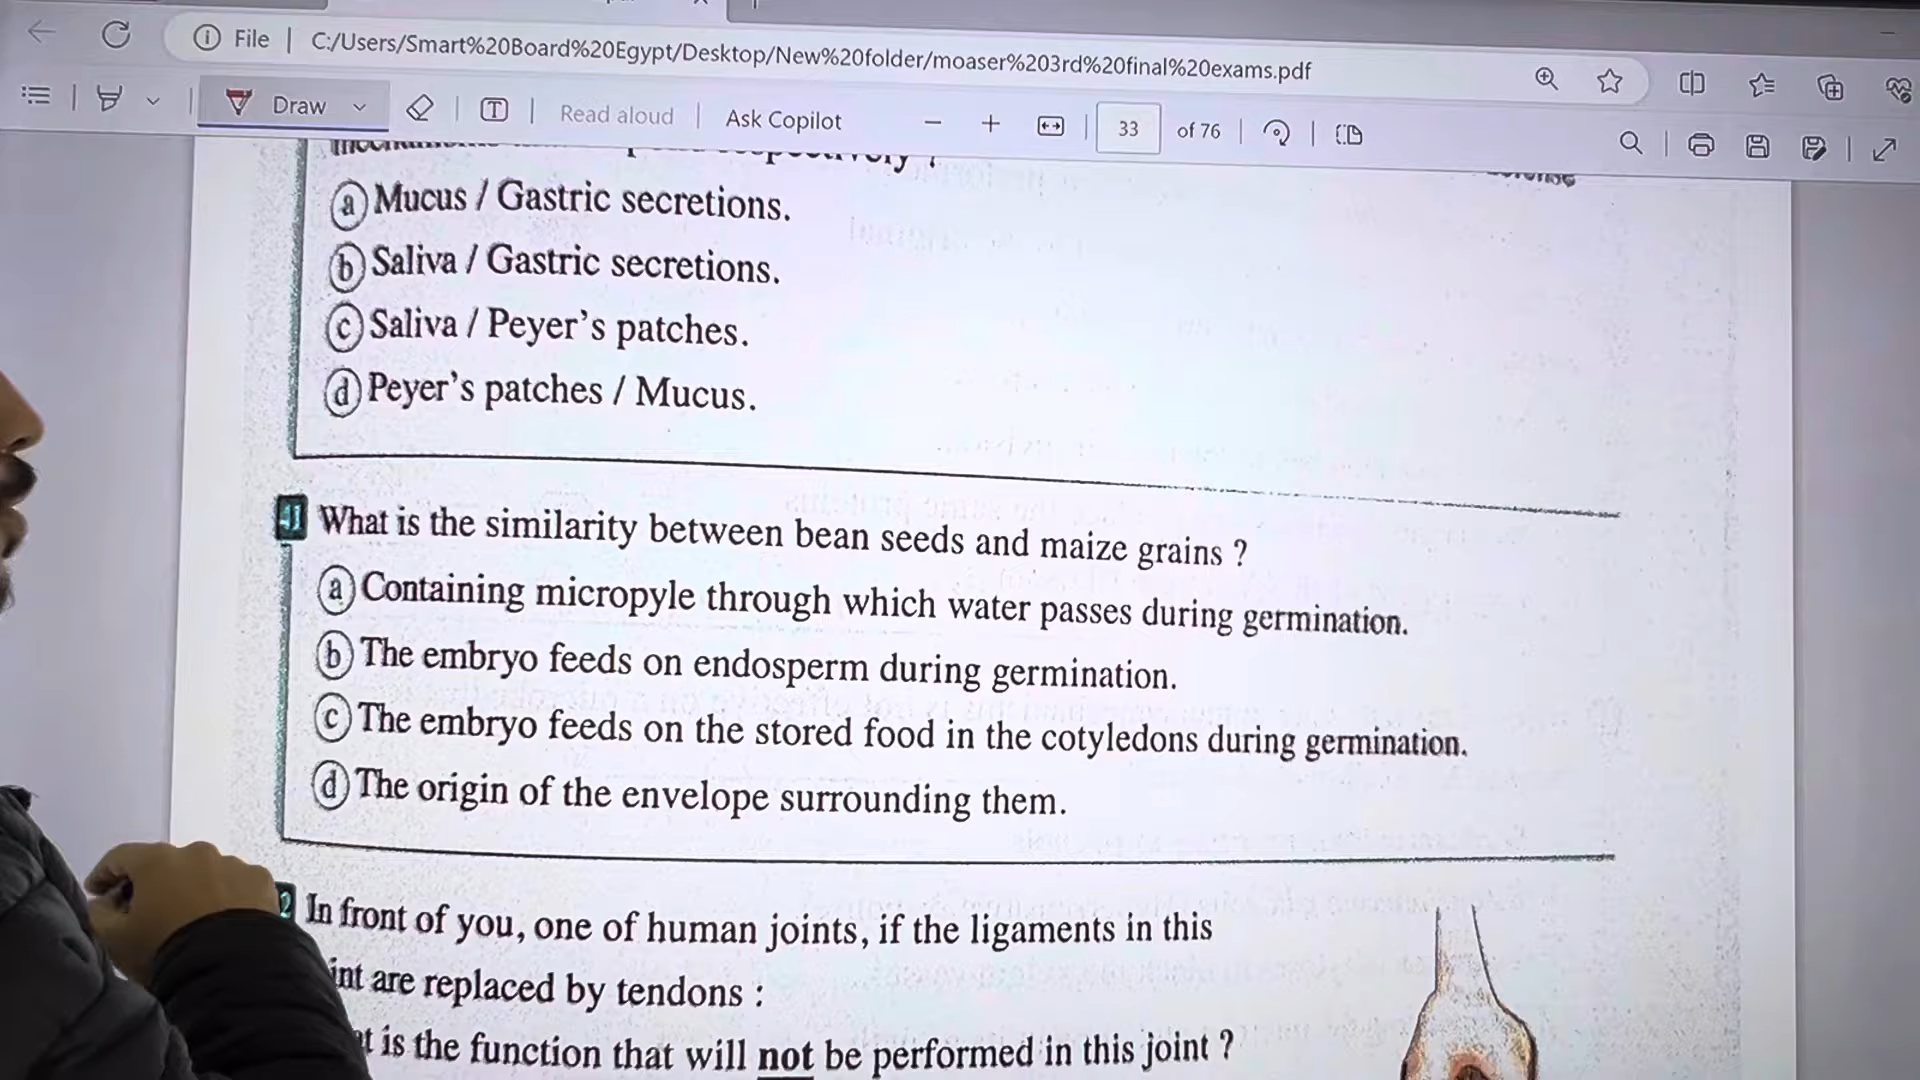 File | C:/Users/Smart%20Board%20Egypt/Desktop/New%20folder/moaser%203rd%20final%20exams.pdf
Draw Read aloud Ask Copilot 33 of 76
ⓐ Mucus / Gastric secretions.
ⓑ Saliva / Gastric secretions.
ⓒ Saliva / Peyer's patches.
ⓓ Peyer's patches / Mucus.
What is the similarity between bean seeds and maize grains ?
ⓐ Containing micropyle through which water passes during germination.
ⓑ The embryo feeds on endosperm during germination.
ⓒ The embryo feeds on the stored food in the cotyledons during germination.
ⓓ The origin of the envelope surrounding them.
2 In front of you, one of human joints, if the ligaments in this
int are replaced by tendons :
t is the function that will not be performed in this joint ?